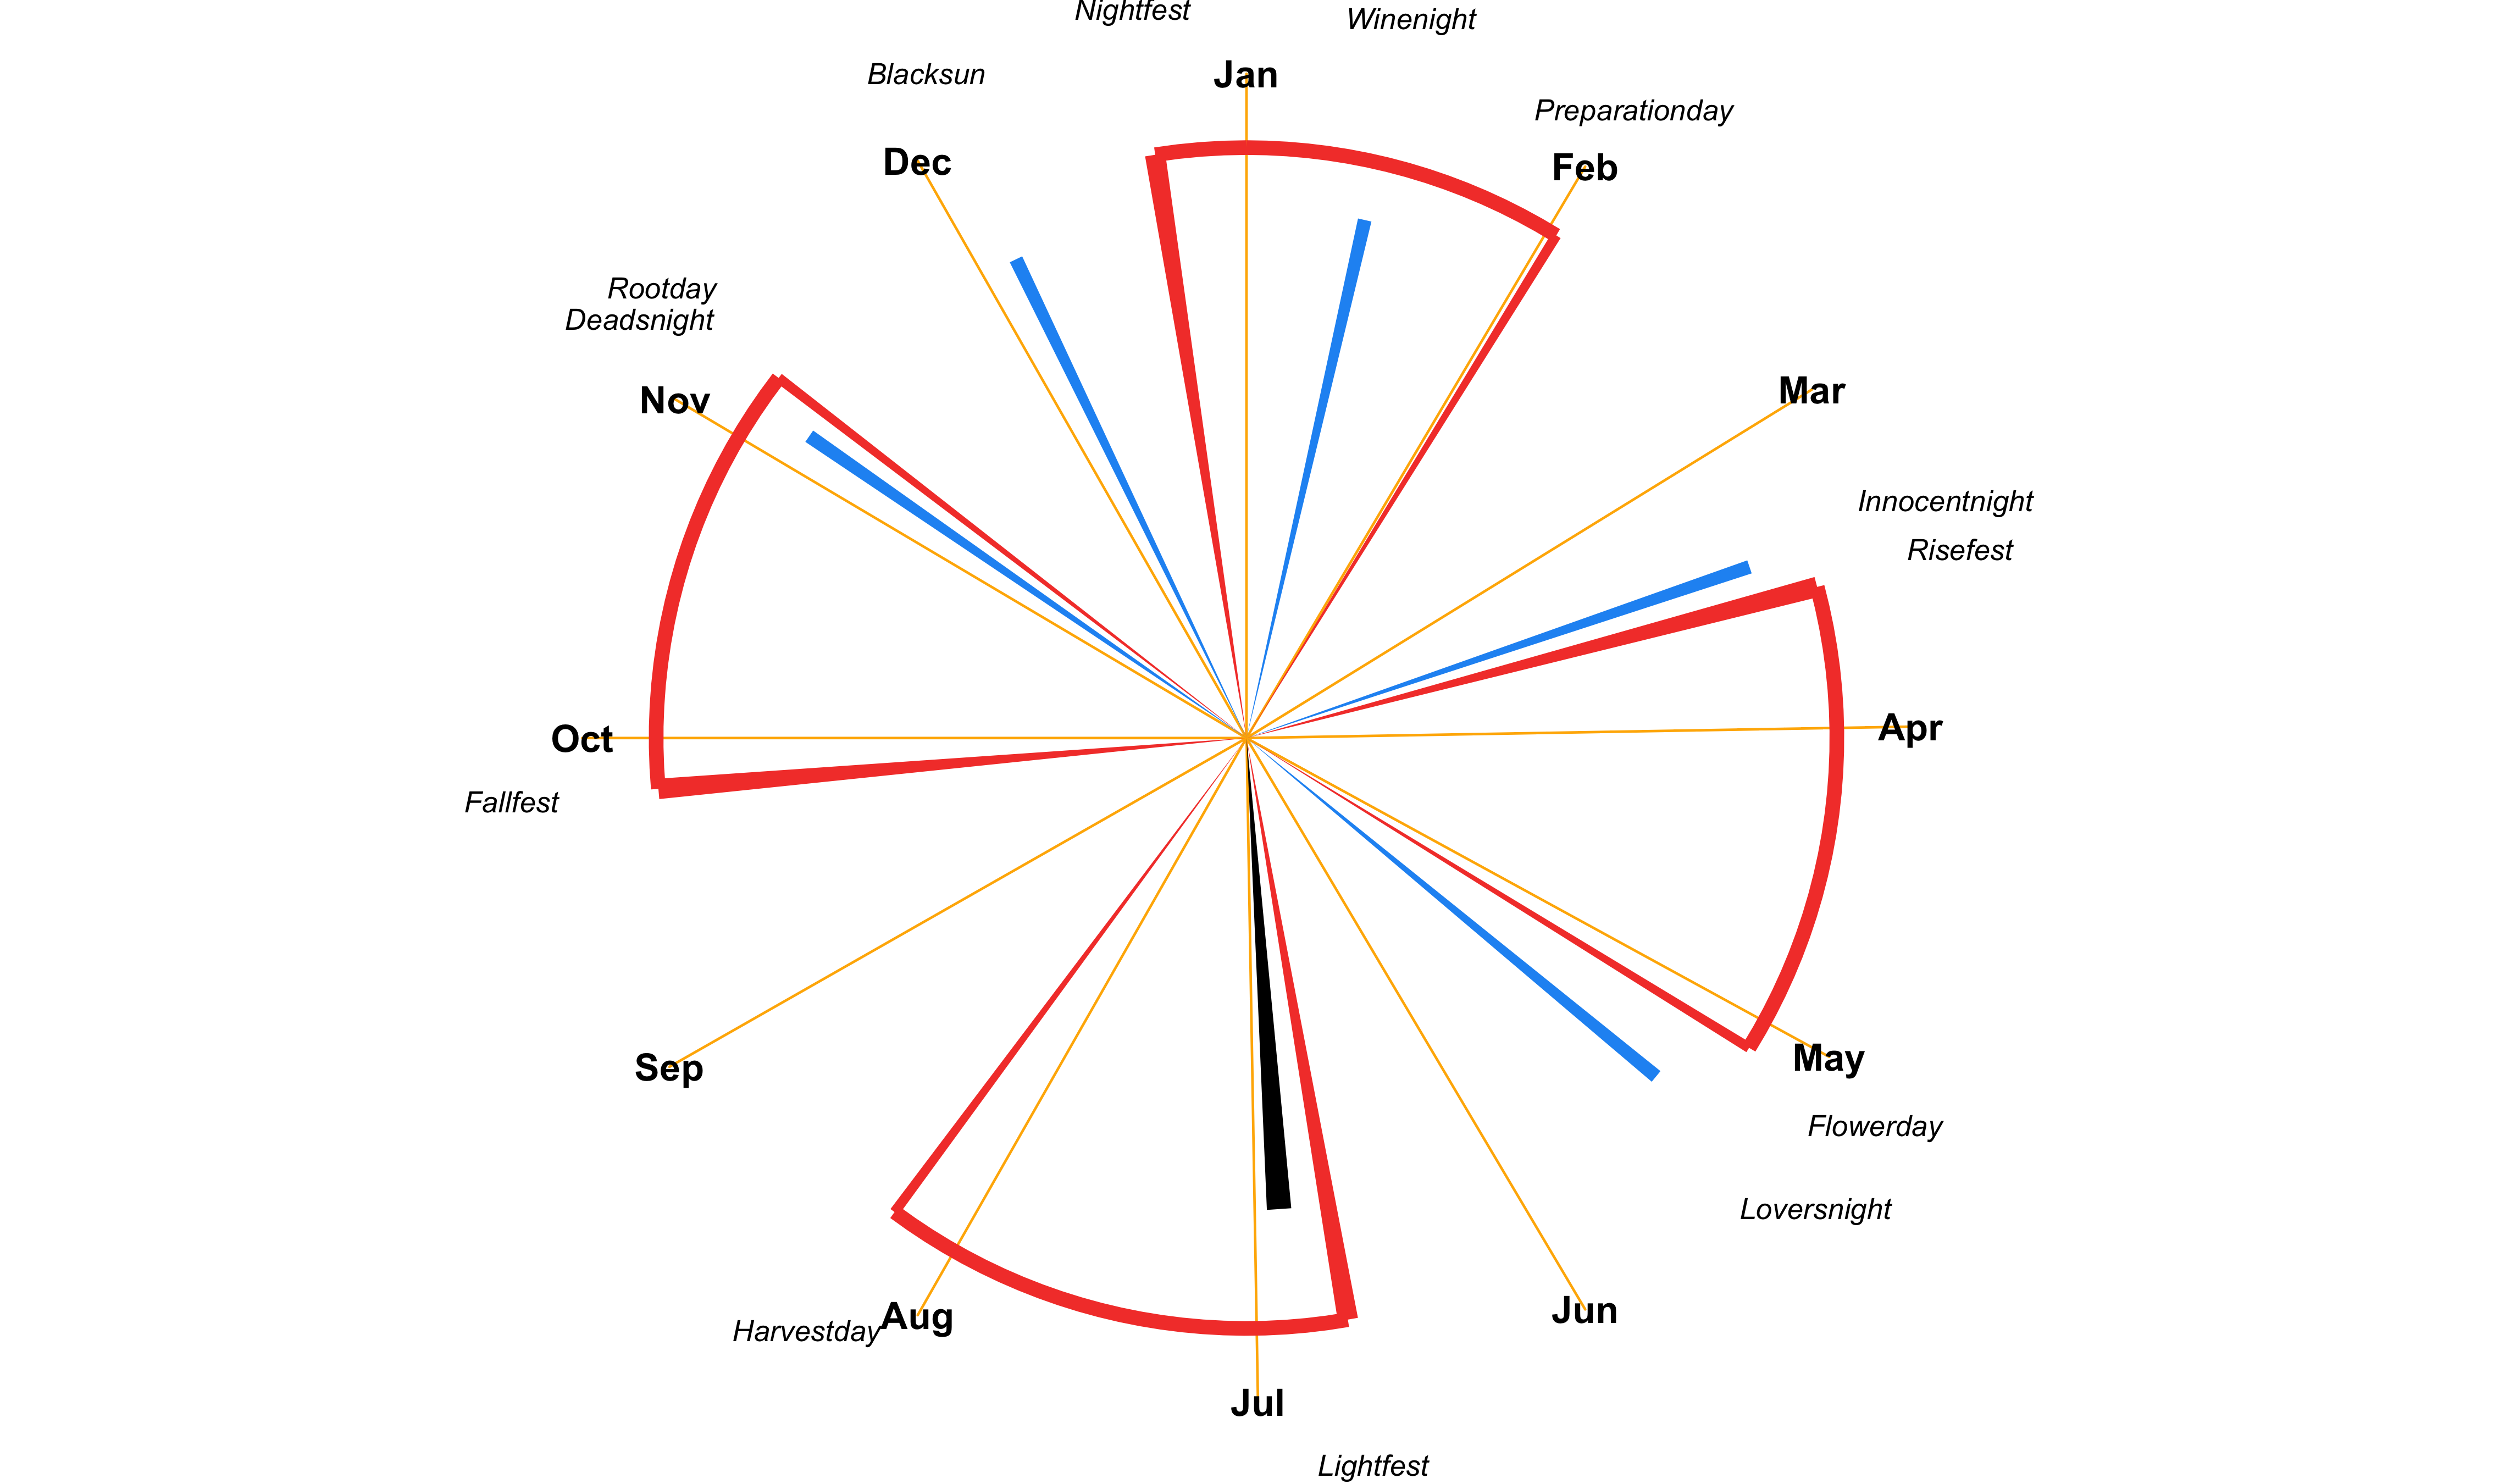 Nightfest
Winenight
Blacksun
Jan
Preparationday
Dec
Feb
Rootday
Deadsnight
Nov
Mar
Innocentnight
Risefest
Oct
Apr
Fallfest
Sep
May
Flowerday
Loversnight
Harvestday
Aug
Jun
Jul
Lightfest